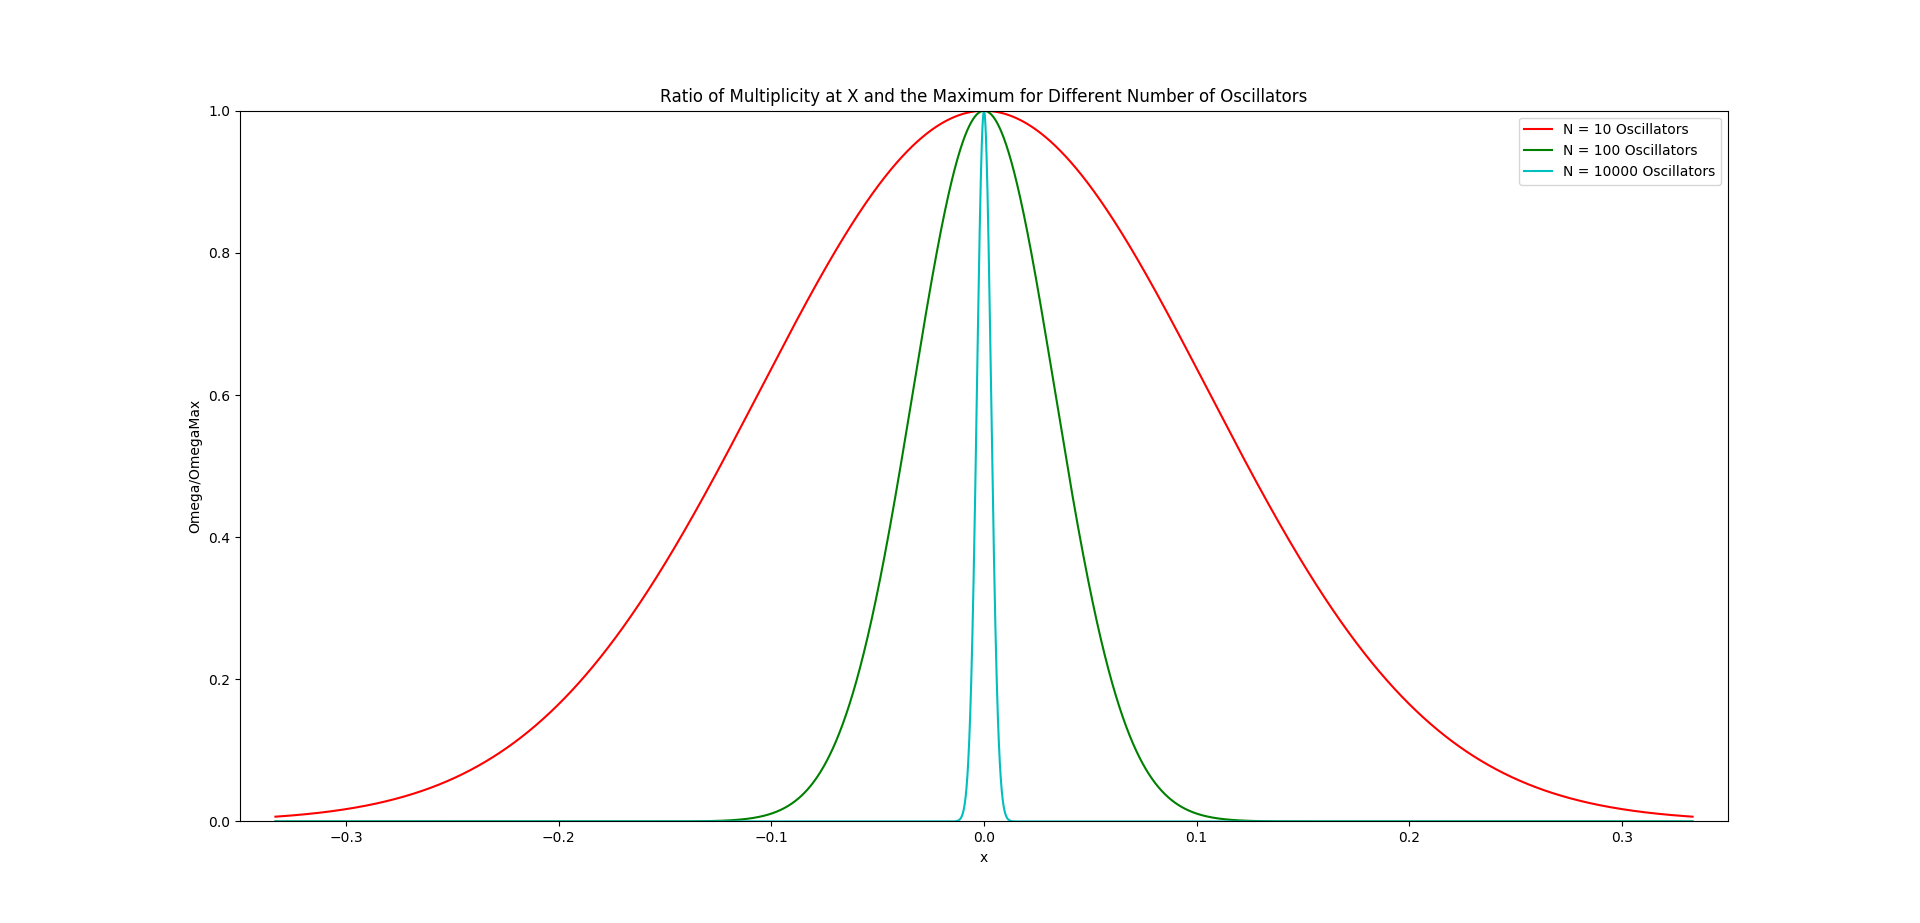 Ratio of Multiplicity at X and the Maximum for Different Number of Oscillators
N = 10 Oscillators
N = 100 Oscillators
N = 10000 Oscillators
Omega/OmegaMax
1.0
0.8
0.6
0.4
0.2
0.0
−0.3 −0.2 −0.1 0.0 0.1 0.2 0.3
x